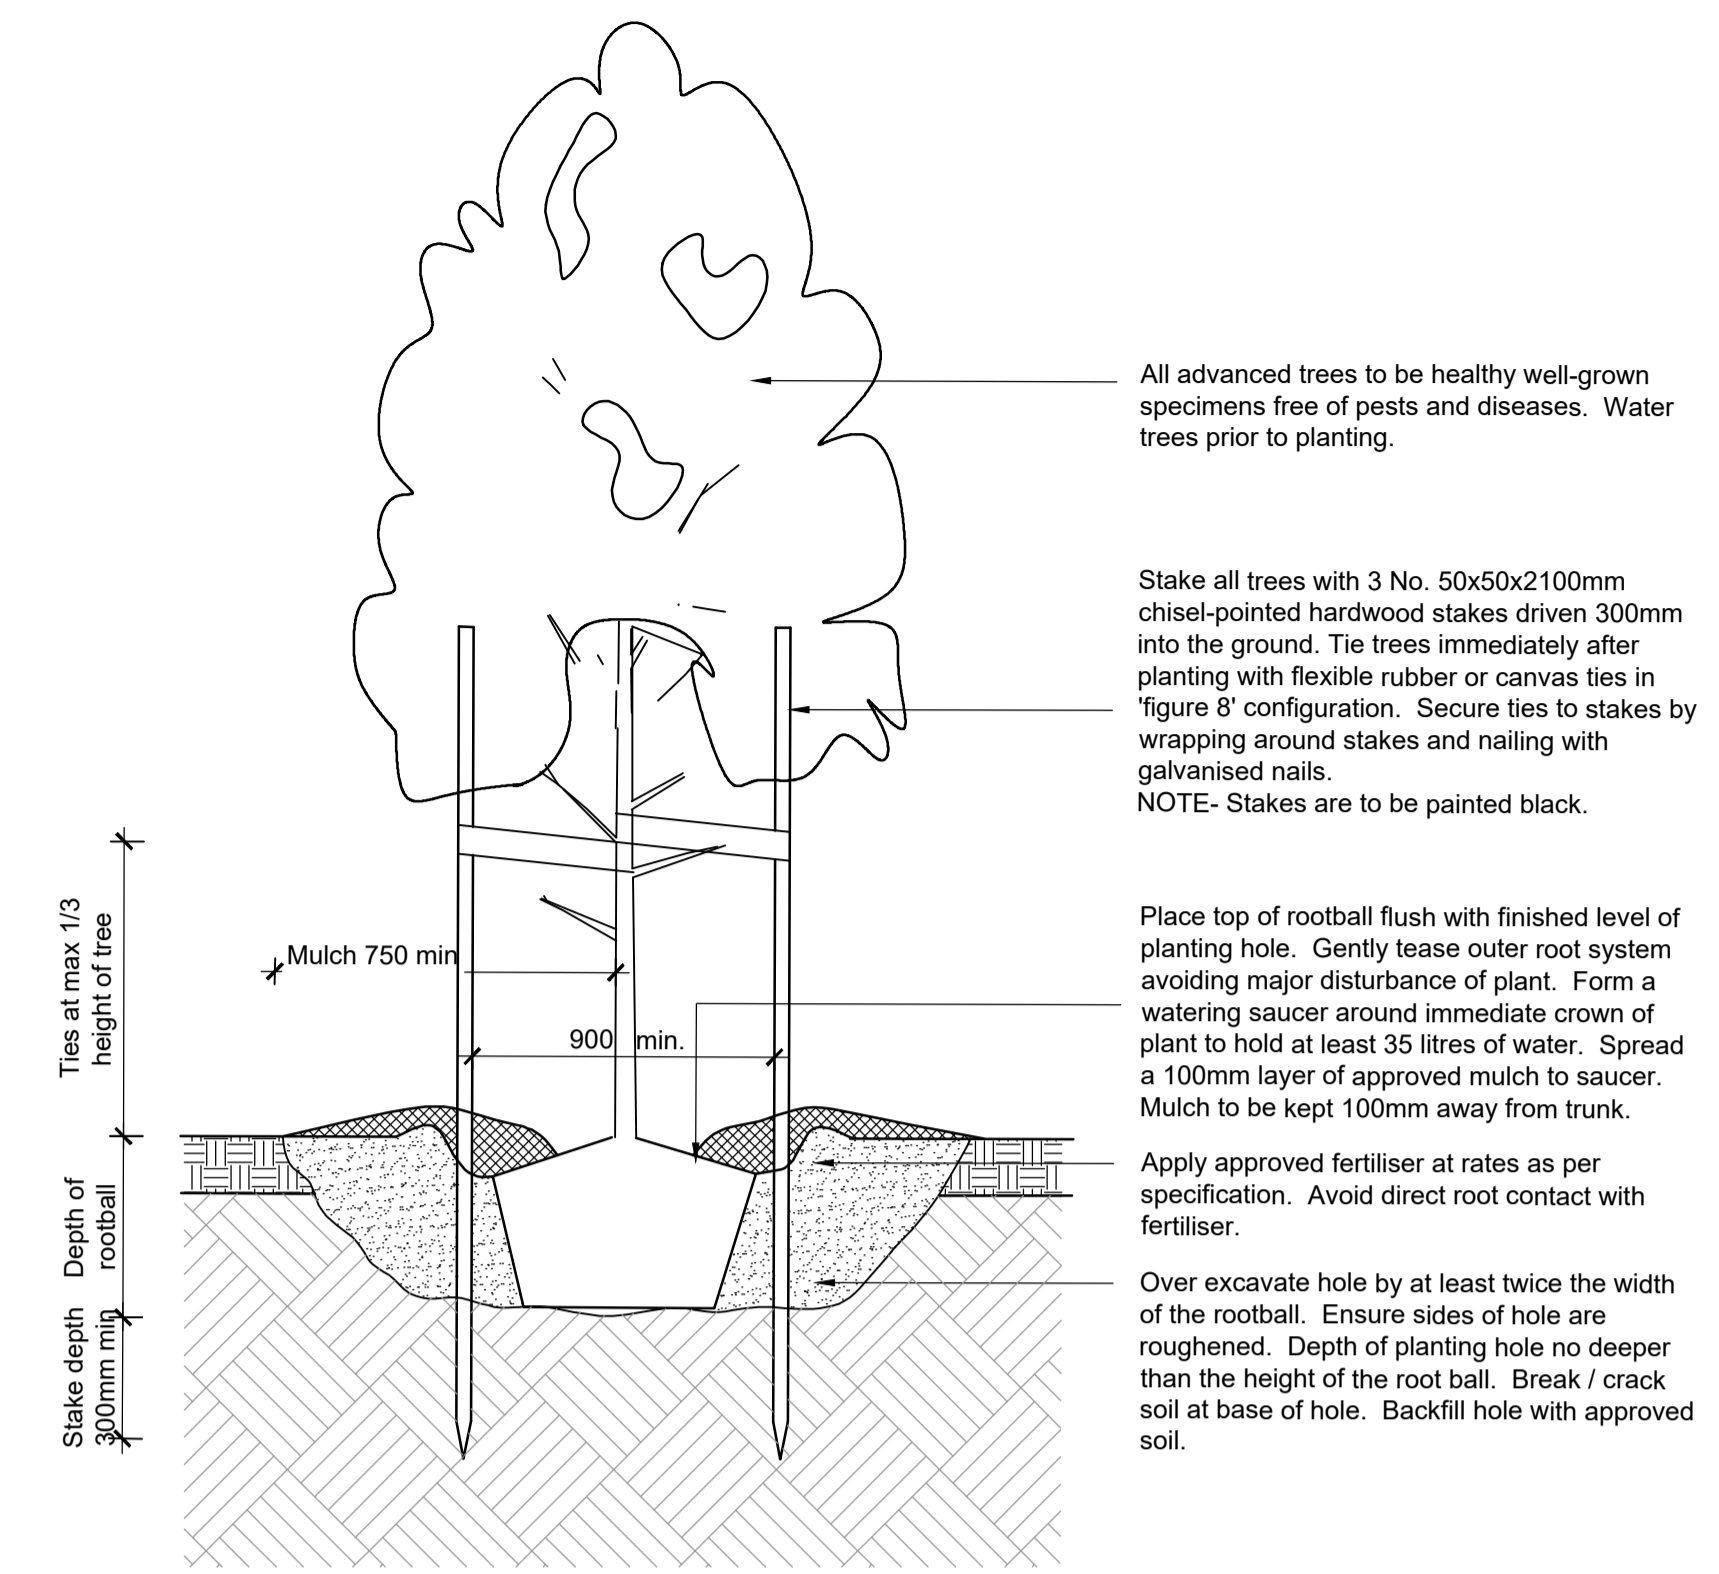 All advanced trees to be healthy well-grown
specimens free of pests and diseases.  Water
trees prior to planting.
Stake all trees with 3 No. 50x50x2100mm
chisel-pointed hardwood stakes driven 300mm
into the ground. Tie trees immediately after
planting with flexible rubber or canvas ties in
'figure 8' configuration.  Secure ties to stakes by
wrapping around stakes and nailing with
galvanised nails.
NOTE- Stakes are to be painted black.
Ties at max 1/3
height of tree
Mulch 750 min
900 min.
Place top of rootball flush with finished level of
planting hole.  Gently tease outer root system
avoiding major disturbance of plant.  Form a
watering saucer around immediate crown of
plant to hold at least 35 litres of water.  Spread
a 100mm layer of approved mulch to saucer.
Mulch to be kept 100mm away from trunk.
Depth of
rootball
Apply approved fertiliser at rates as per
specification.  Avoid direct root contact with
fertiliser.
Stake depth
300mm min
Over excavate hole by at least twice the width
of the rootball.  Ensure sides of hole are
roughened.  Depth of planting hole no deeper
than the height of the root ball.  Break / crack
soil at base of hole.  Backfill hole with approved
soil.